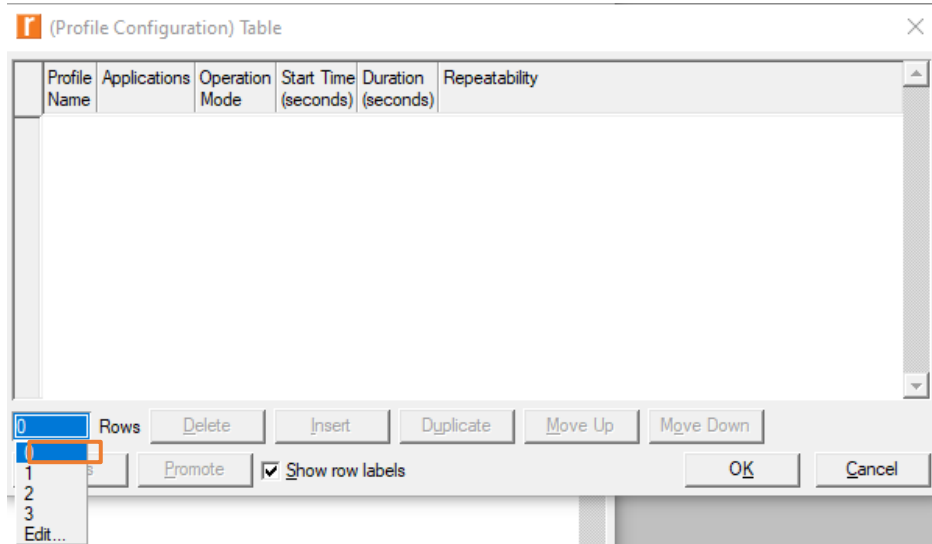 (Profile Configuration) Table
Profile Name Applications Operation Mode Start Time (seconds) Duration (seconds) Repeatability
0 Rows Delete Insert Duplicate Move Up Move Down
Promote Show row labels OK Cancel
1
2
3
Edit...